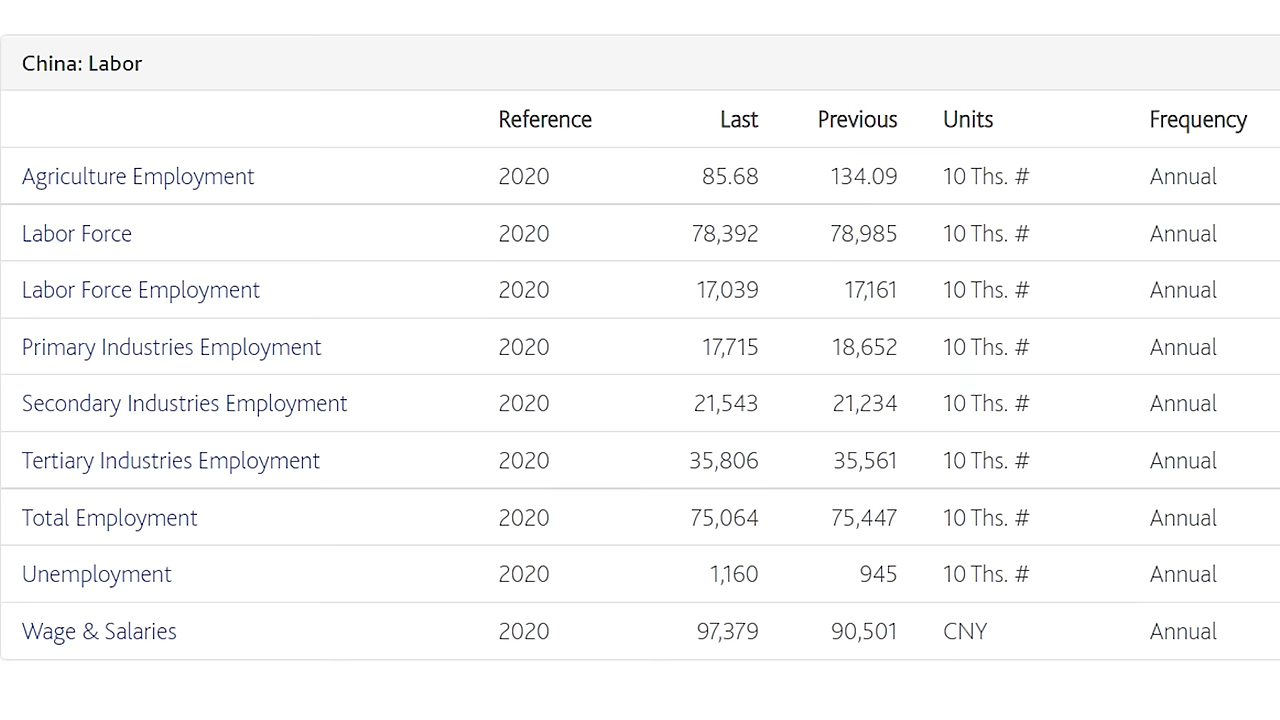 China: Labor
Reference Last Previous Units Frequency
Agriculture Employment 2020 85.68 134.09 10 Ths. # Annual
Labor Force 2020 78,392 78,985 10 Ths. # Annual
Labor Force Employment 2020 17,039 17,161 10 Ths. # Annual
Primary Industries Employment 2020 17,715 18,652 10 Ths. # Annual
Secondary Industries Employment 2020 21,543 21,234 10 Ths. # Annual
Tertiary Industries Employment 2020 35,806 35,561 10 Ths. # Annual
Total Employment 2020 75,064 75,447 10 Ths. # Annual
Unemployment 2020 1,160 945 10 Ths. # Annual
Wage & Salaries 2020 97,379 90,501 CNY Annual